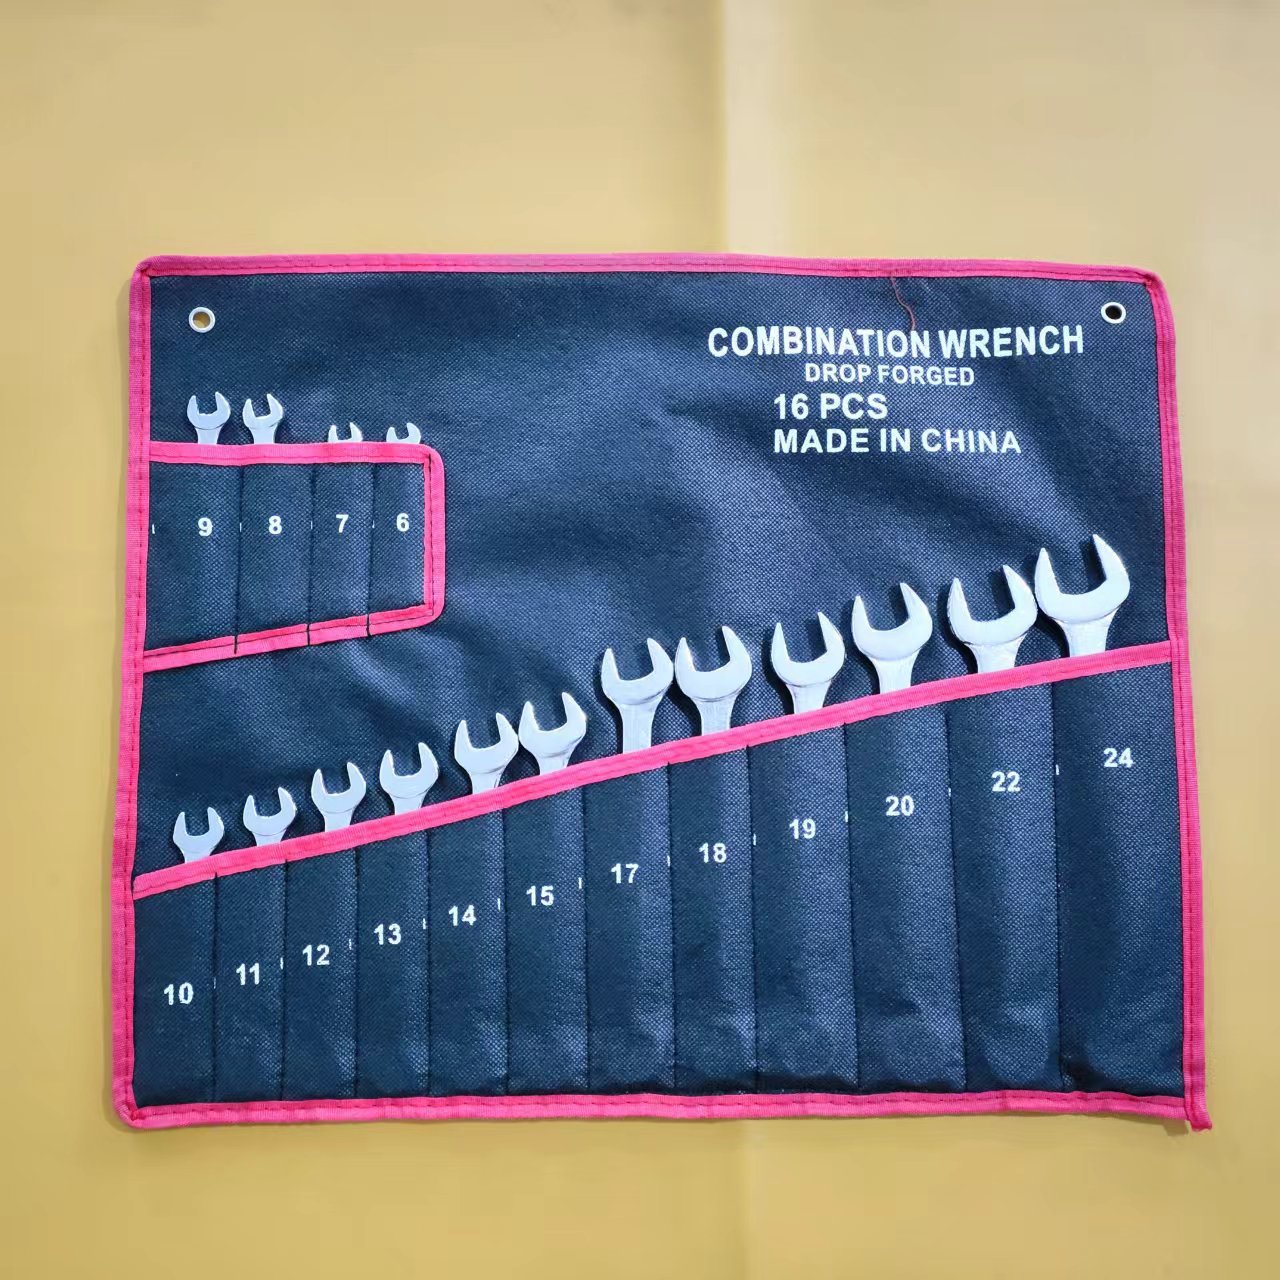 COMBINATION WRENCH
DROP FORGED
16 PCS
MADE IN CHINA
9 8 7 6
10 11 12 13 14 15 17 18 19 20 22 24